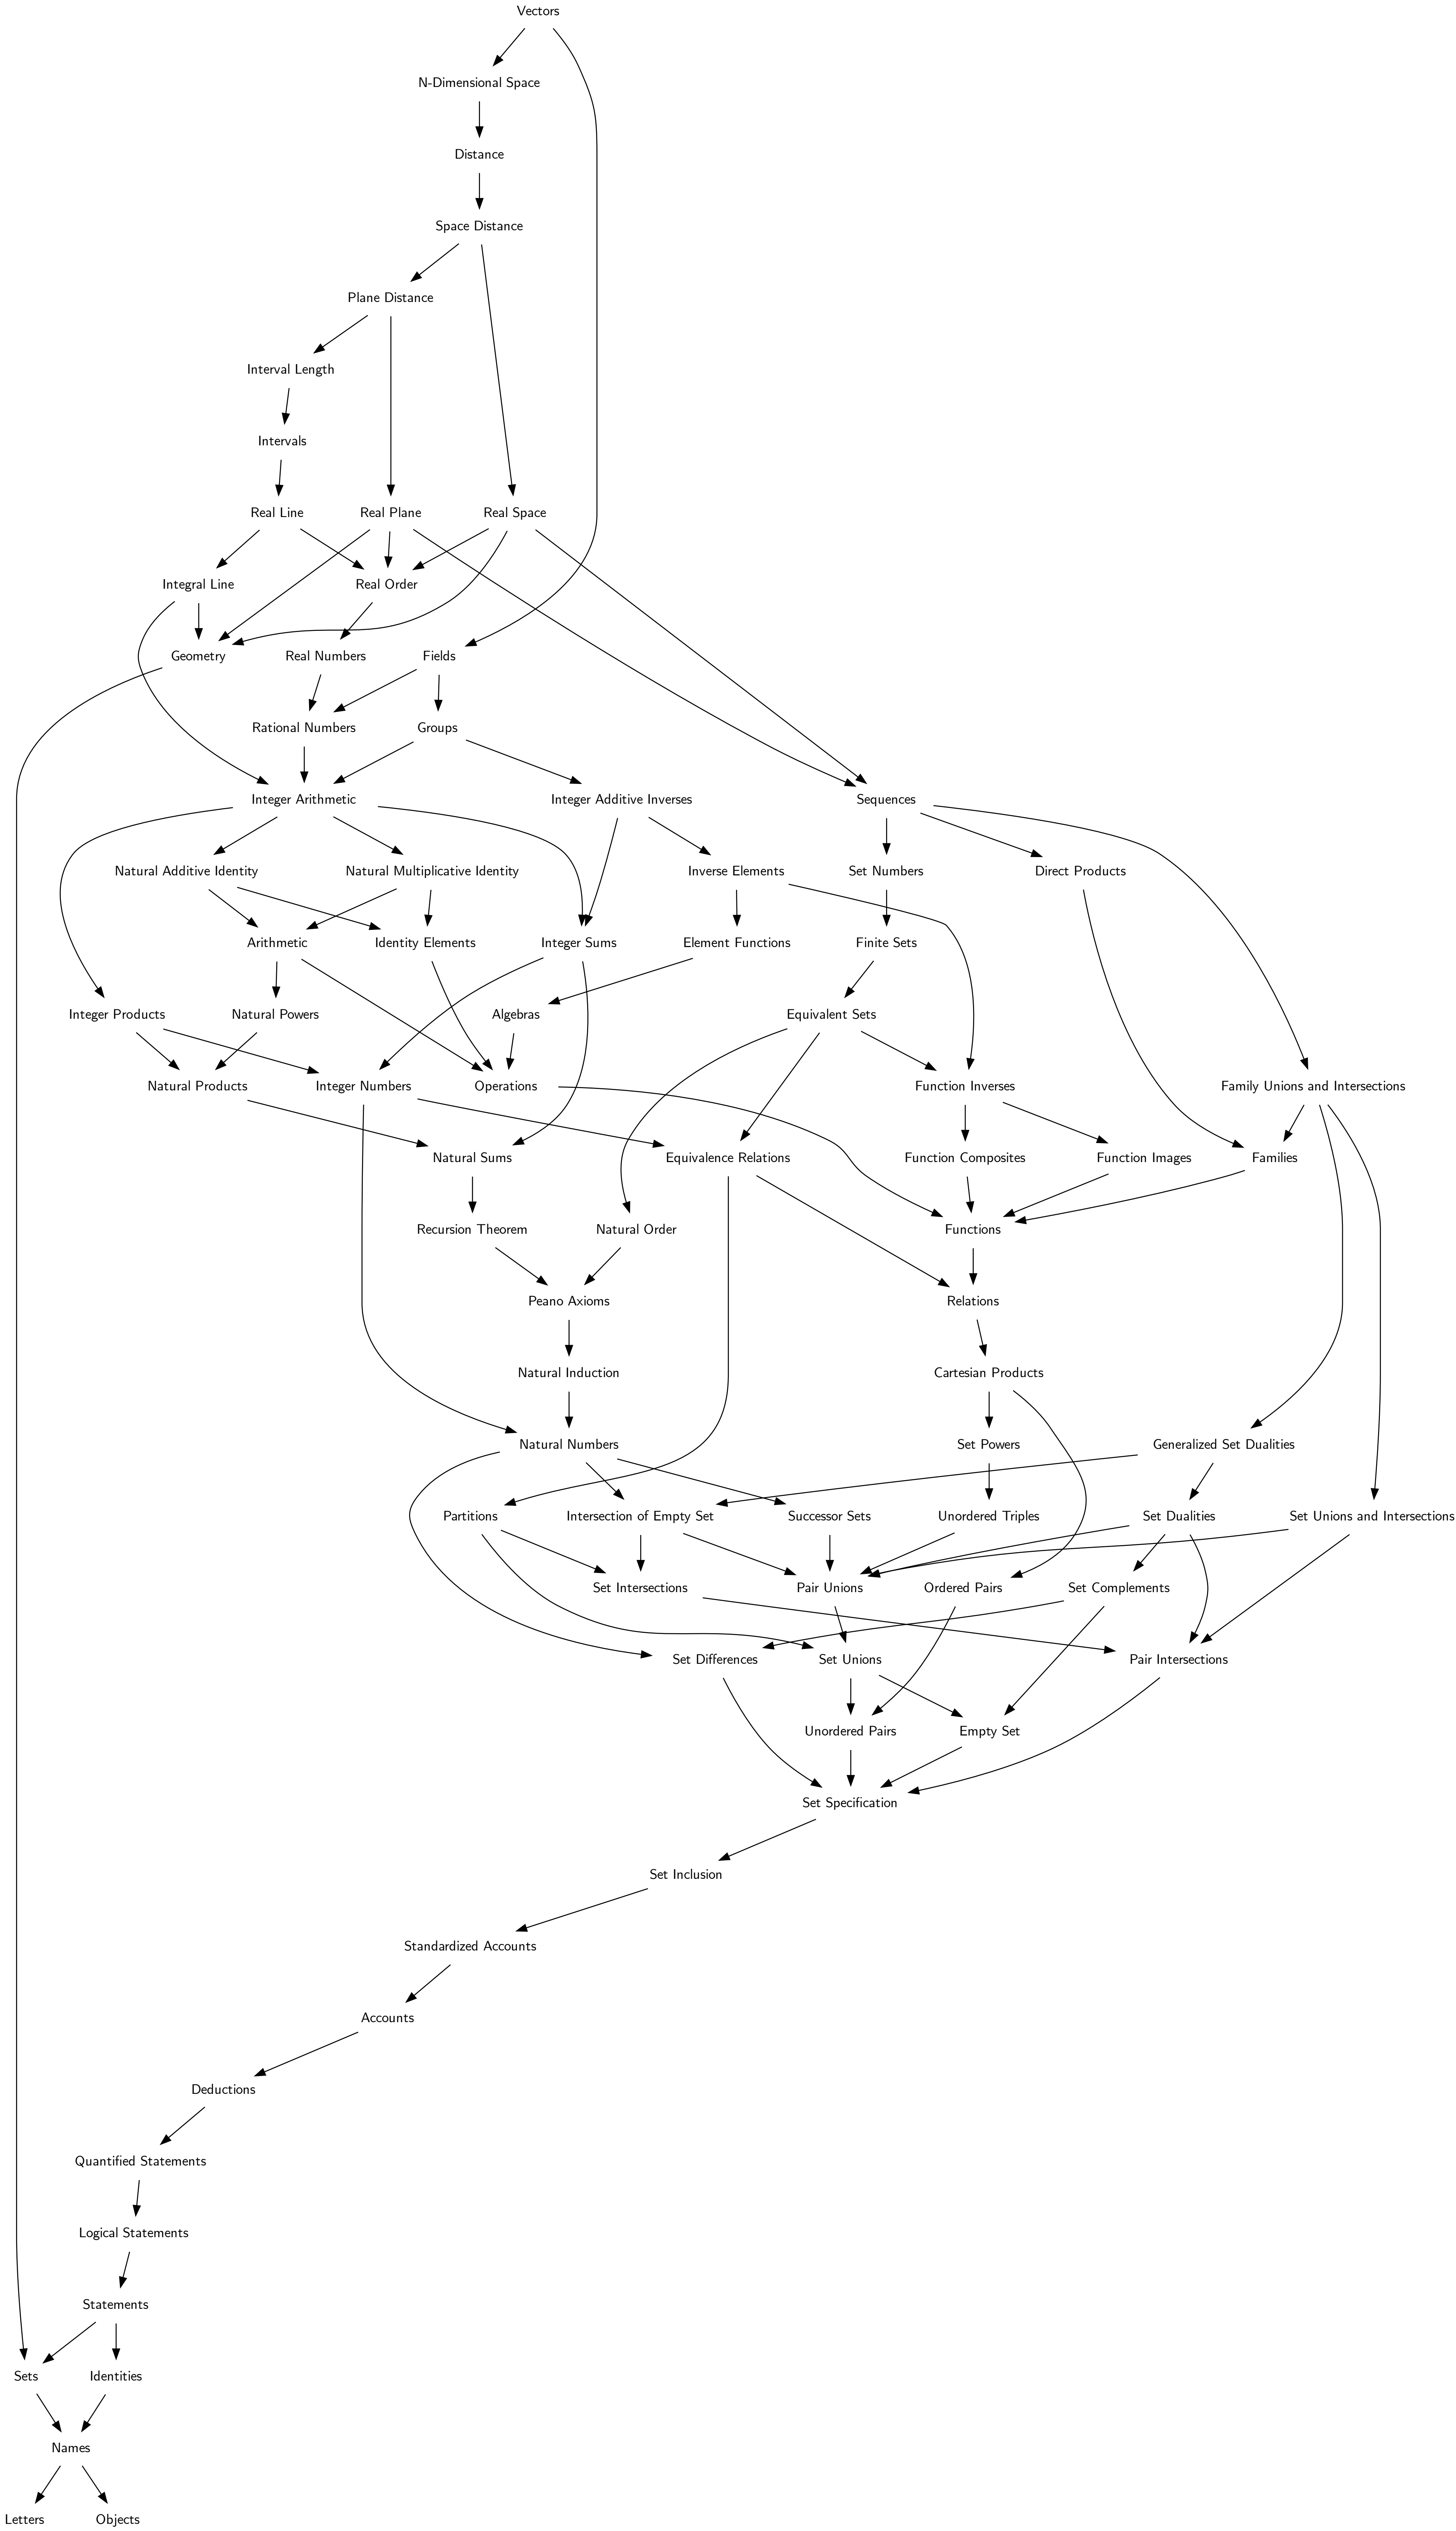 Vectors
N-Dimensional Space
Distance
Space Distance
Plane Distance
Interval Length
Intervals
Real Line
Real Plane
Real Space
Integral Line
Real Order
Geometry
Real Numbers
Fields
Rational Numbers
Groups
Integer Arithmetic
Integer Additive Inverses
Sequences
Natural Additive Identity
Natural Multiplicative Identity
Inverse Elements
Set Numbers
Direct Products
Arithmetic
Identity Elements
Integer Sums
Element Functions
Finite Sets
Integer Products
Natural Powers
Algebras
Equivalent Sets
Natural Products
Integer Numbers
Operations
Function Inverses
Family Unions and Intersections
Natural Sums
Equivalence Relations
Function Composites
Function Images
Families
Recursion Theorem
Natural Order
Functions
Peano Axioms
Relations
Natural Induction
Cartesian Products
Natural Numbers
Set Powers
Generalized Set Dualities
Partitions
Intersection of Empty Set
Successor Sets
Unordered Triples
Set Dualities
Set Unions and Intersections
Set Intersections
Pair Unions
Ordered Pairs
Set Complements
Set Differences
Set Unions
Pair Intersections
Unordered Pairs
Empty Set
Set Specification
Set Inclusion
Standardized Accounts
Accounts
Deductions
Quantified Statements
Logical Statements
Statements
Sets
Identities
Names
Letters
Objects